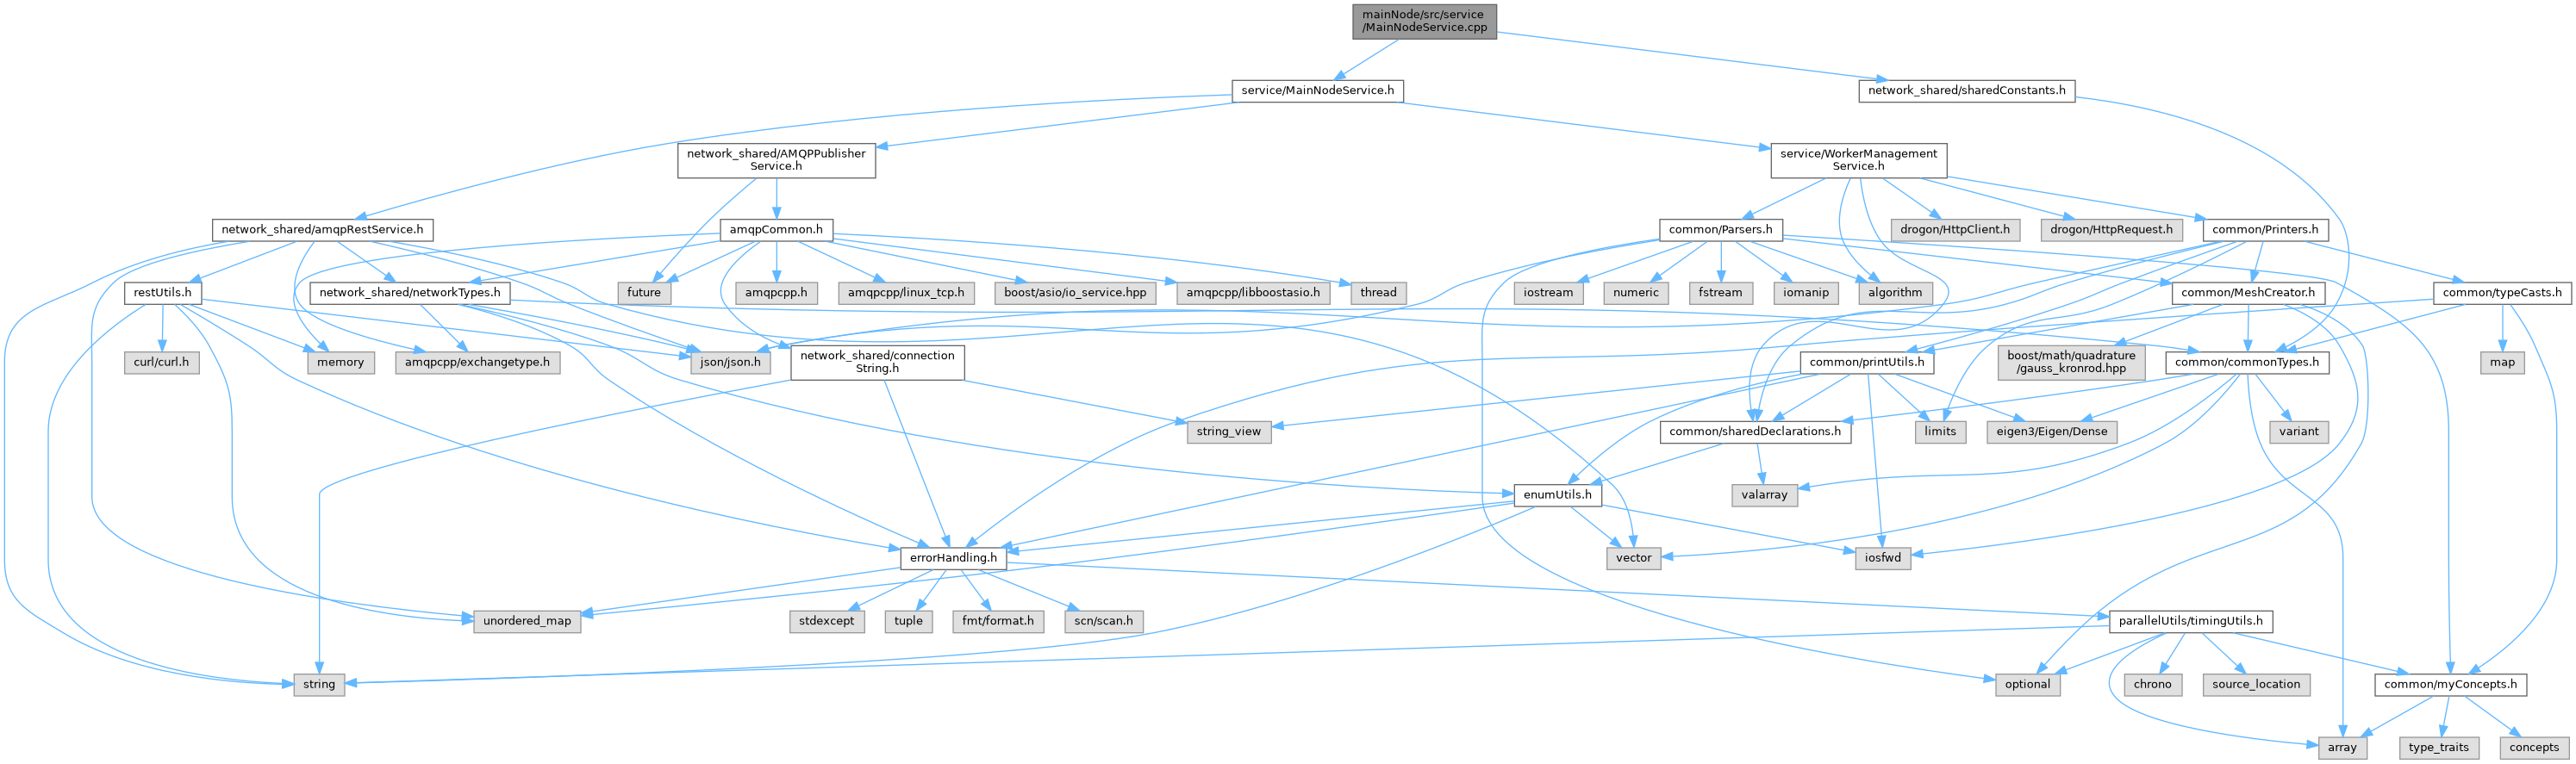 mainNode/src/service
/MainNodeService.cpp
service/MainNodeService.h
network_shared/sharedConstants.h
network_shared/AMQPPublisher
Service.h
service/WorkerManagement
Service.h
network_shared/amqpRestService.h
amqpCommon.h
common/Parsers.h
drogon/HttpClient.h
drogon/HttpRequest.h
common/Printers.h
restUtils.h
network_shared/networkTypes.h
future
amqpcpp.h
amqpcpp/linux_tcp.h
boost/asio/io_service.hpp
amqpcpp/libboostasio.h
thread
iostream
numeric
fstream
iomanip
algorithm
common/MeshCreator.h
common/typeCasts.h
curl/curl.h
memory
amqpcpp/exchangetype.h
json/json.h
network_shared/connection
String.h
common/printUtils.h
boost/math/quadrature
/gauss_kronrod.hpp
common/commonTypes.h
map
string_view
common/sharedDeclarations.h
limits
eigen3/Eigen/Dense
variant
enumUtils.h
valarray
errorHandling.h
vector
iosfwd
unordered_map
stdexcept
tuple
fmt/format.h
scn/scan.h
parallelUtils/timingUtils.h
string
optional
chrono
source_location
common/myConcepts.h
array
type_traits
concepts